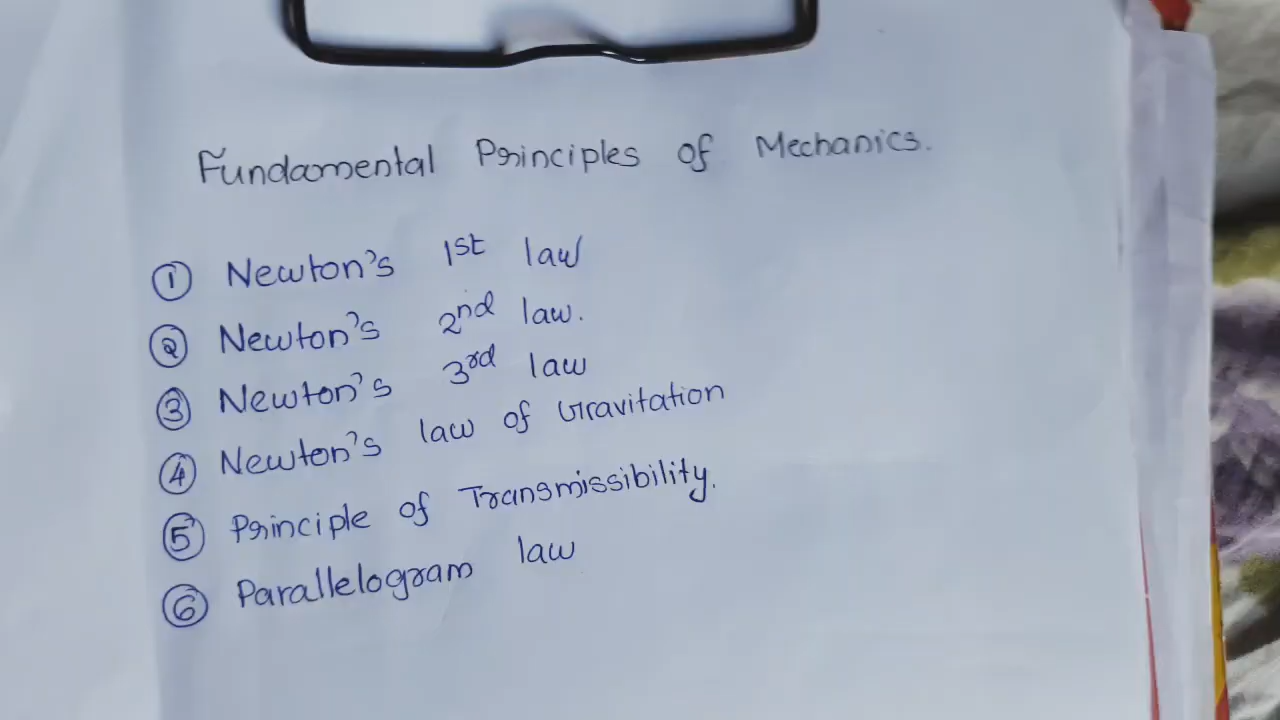 Fundamental Principles of Mechanics.
① Newton's 1st law
② Newton's 2nd law.
③ Newton's 3rd law
④ Newton's law of Gravitation
⑤ Principle of Transmissibility.
⑥ Parallelogram law